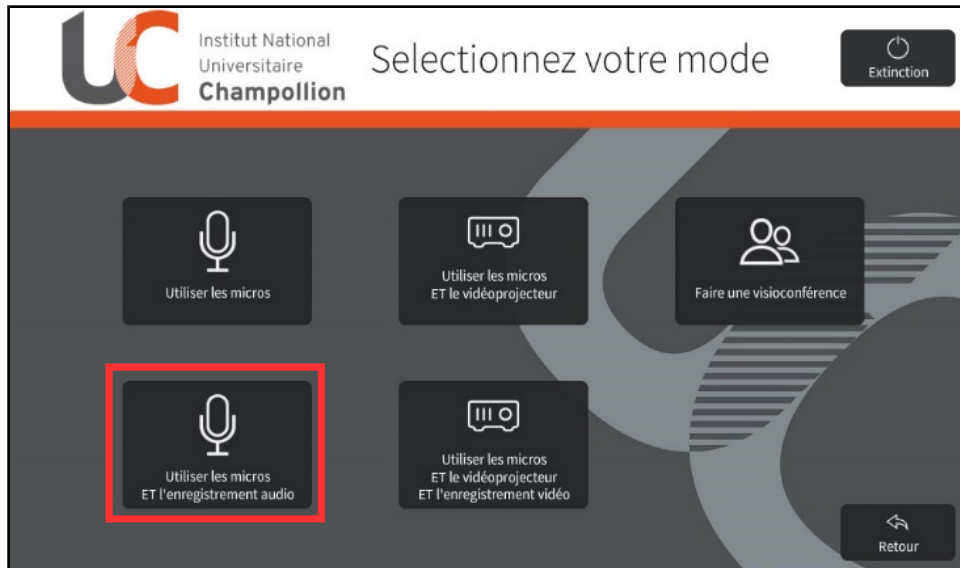 UC
Institut National
Universitaire
Champollion
Selectionnez votre mode
Extinction
Utiliser les micros
Utiliser les micros
ET le vidéoprojecteur
Faire une visioconférence
Utiliser les micros
ET l'enregistrement audio
Utiliser les micros
ET le vidéoprojecteur
ET l'enregistrement vidéo
Retour